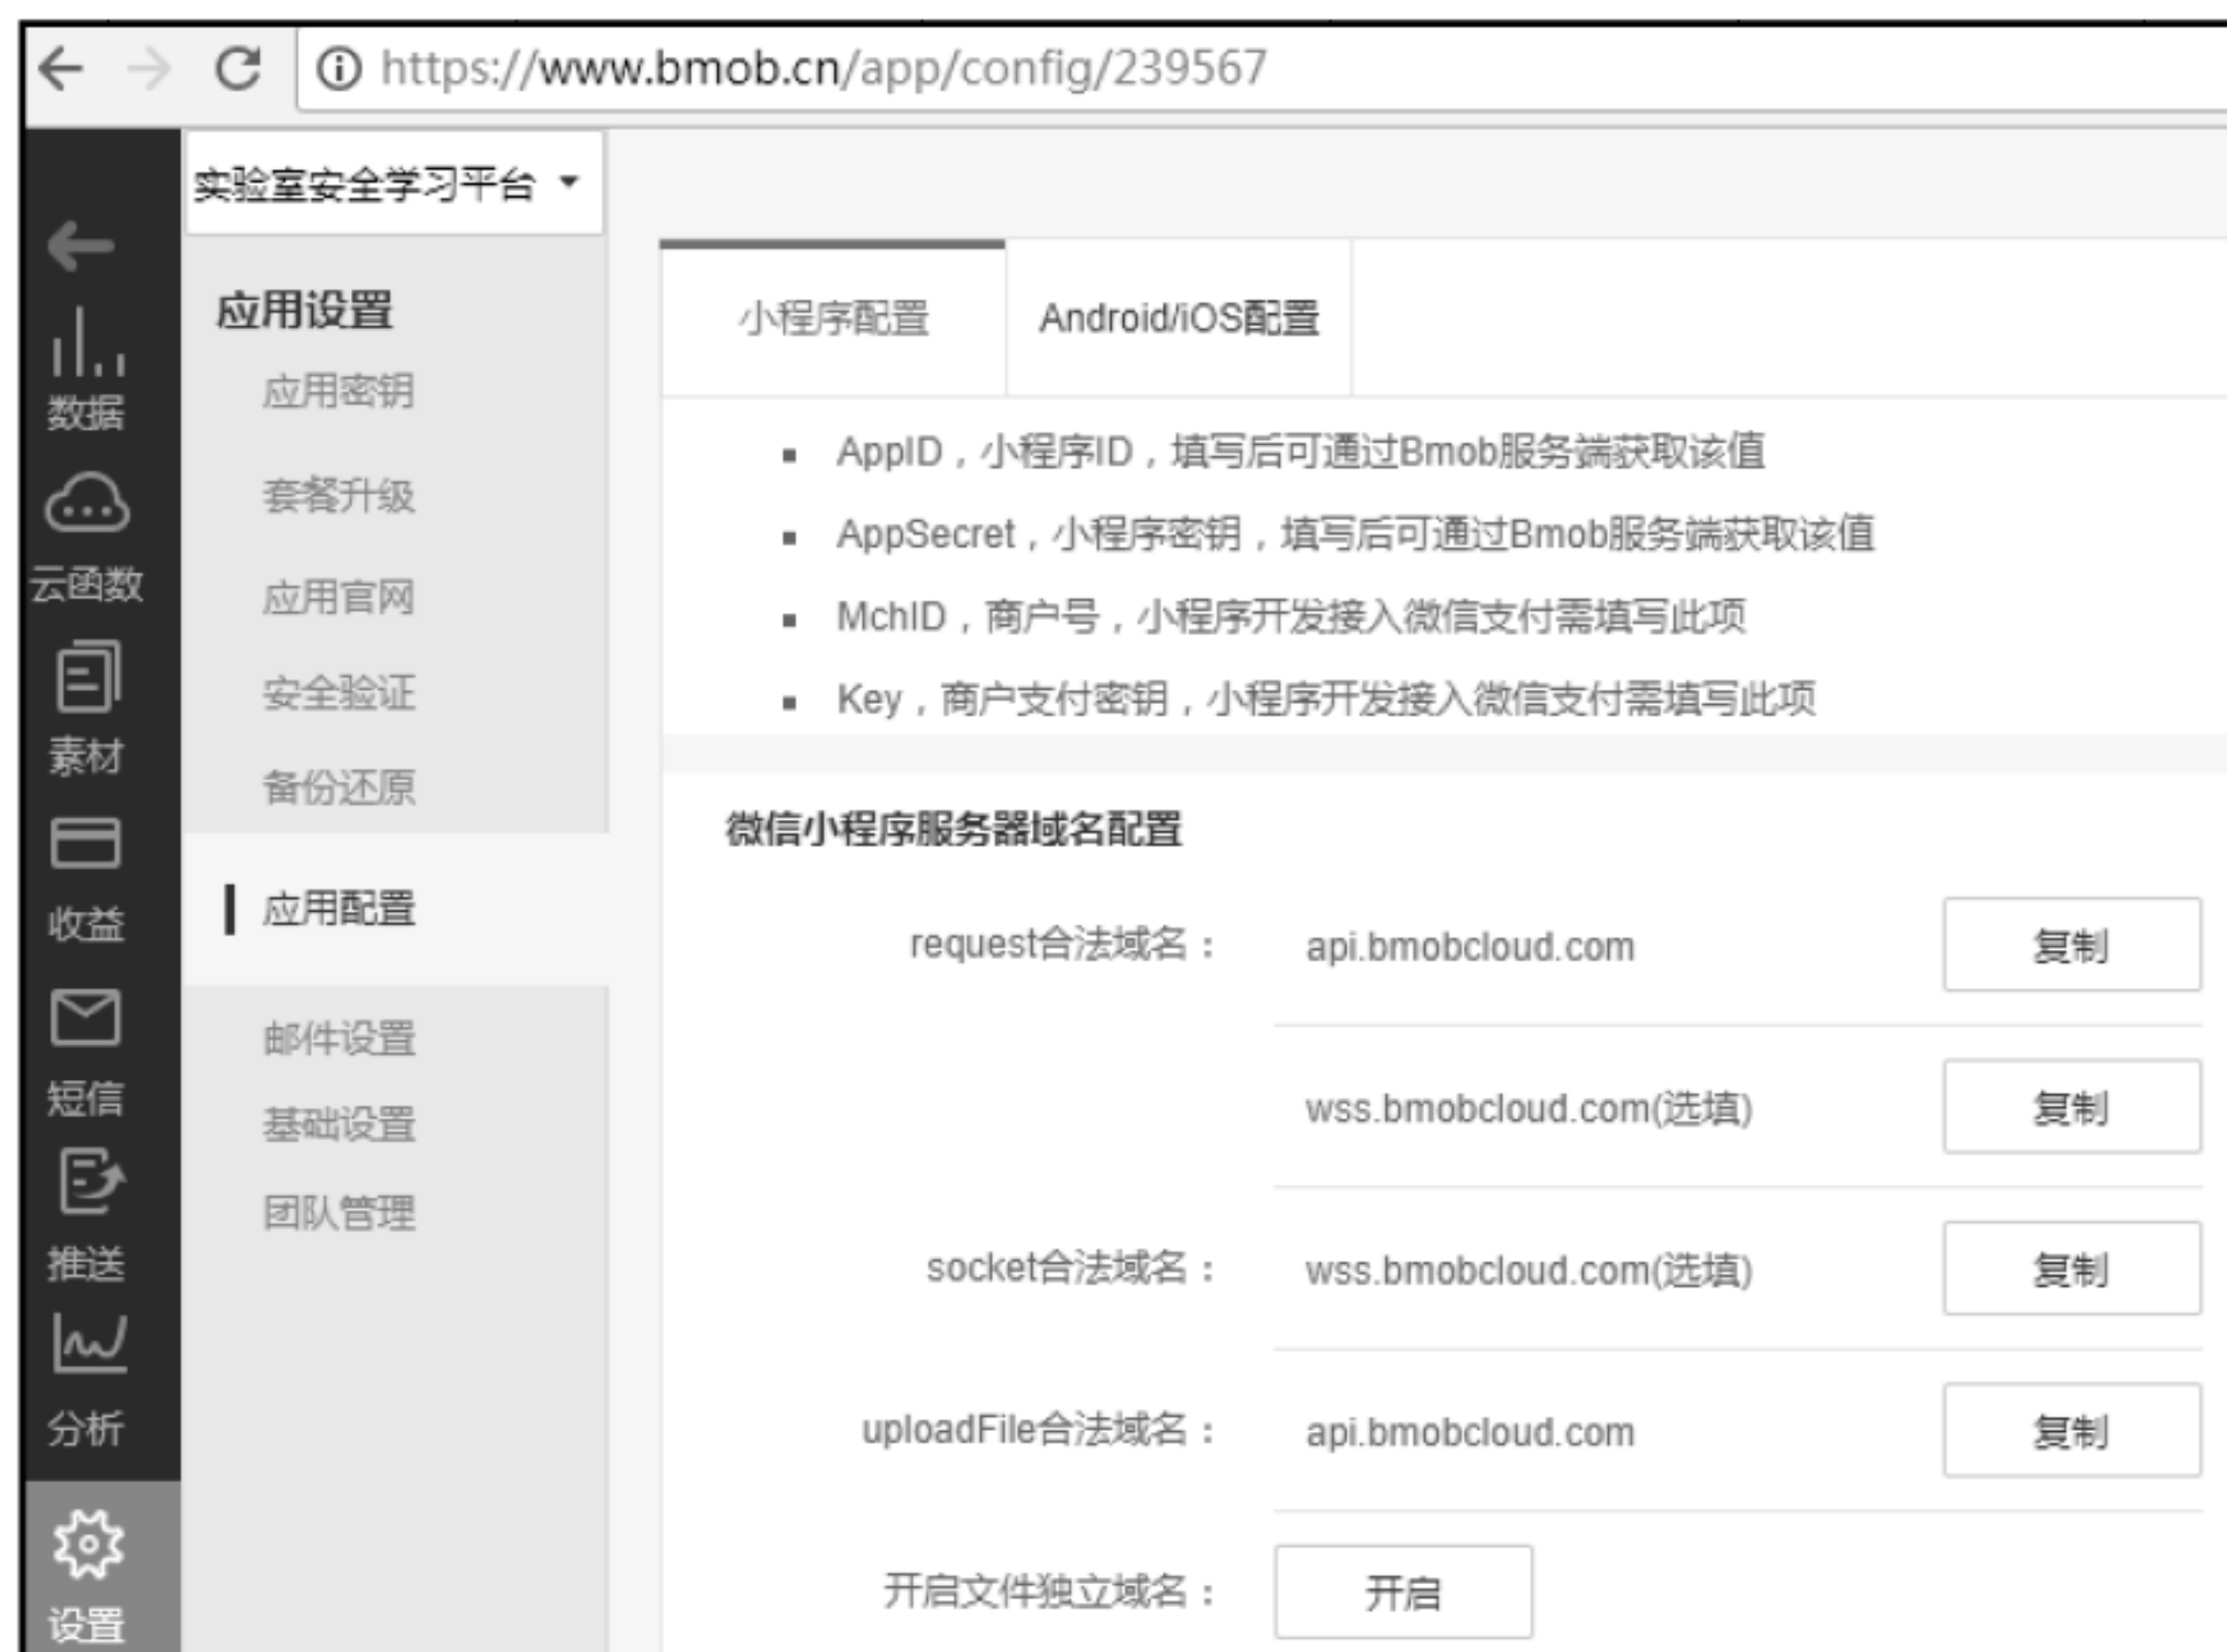 https://www.bmob.cn/app/config/239567
实验室安全学习平台
数据
云函数
素材
收益
短信
推送
分析
设置
应用设置
应用密钥
套餐升级
应用官网
安全验证
备份还原
应用配置
邮件设置
基础设置
团队管理
小程序配置 Android/iOS配置
▪ AppID，小程序ID，填写后可通过Bmob服务端获取该值
▪ AppSecret，小程序密钥，填写后可通过Bmob服务端获取该值
▪ MchID，商户号，小程序开发接入微信支付需填写此项
▪ Key，商户支付密钥，小程序开发接入微信支付需填写此项
微信小程序服务器域名配置
request合法域名： api.bmobcloud.com 复制
wss.bmobcloud.com(选填) 复制
socket合法域名： wss.bmobcloud.com(选填) 复制
uploadFile合法域名： api.bmobcloud.com 复制
开启文件独立域名： 开启